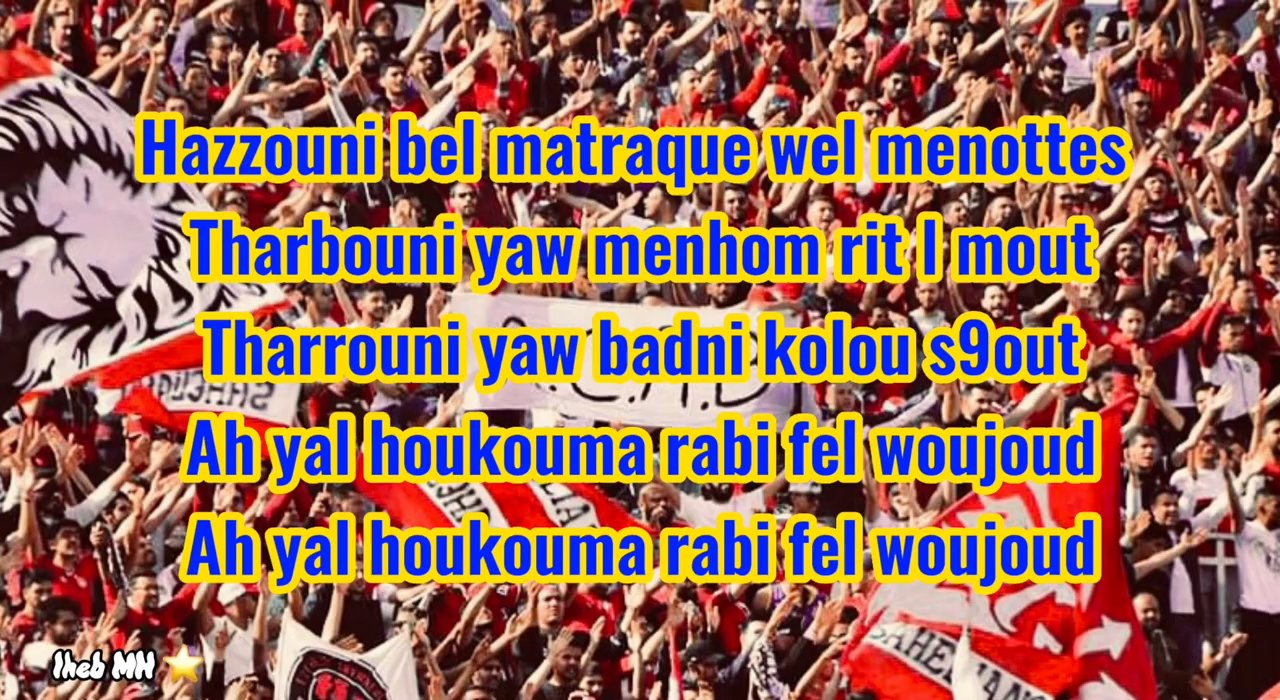 Hazzouni bel matraque wel menottes
Tharbouni yaw menhom rit l mout
Tharrouni yaw badni kolou s9out
Ah yal houkouma rabi fel woujoud
Ah yal houkouma rabi fel woujoud
Iheb MH